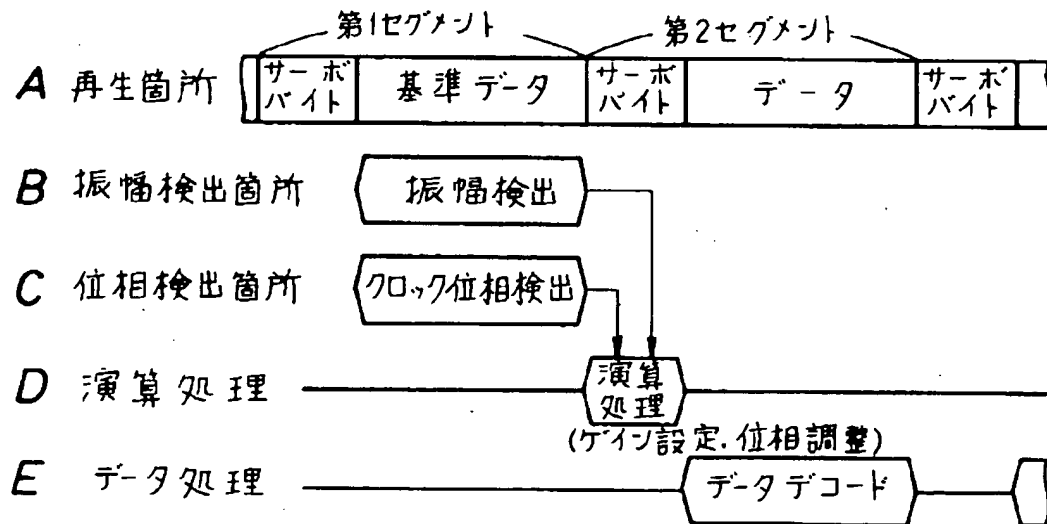 第1セグメント 第2セグメント
A 再生箇所 サーボバイト 基準データ サーボバイト データ サーボバイト
B 振幅検出箇所 振幅検出
C 位相検出箇所 クロック位相検出
D 演算処理 演算処理
(ゲイン設定.位相調整)
E データ処理 データデコード